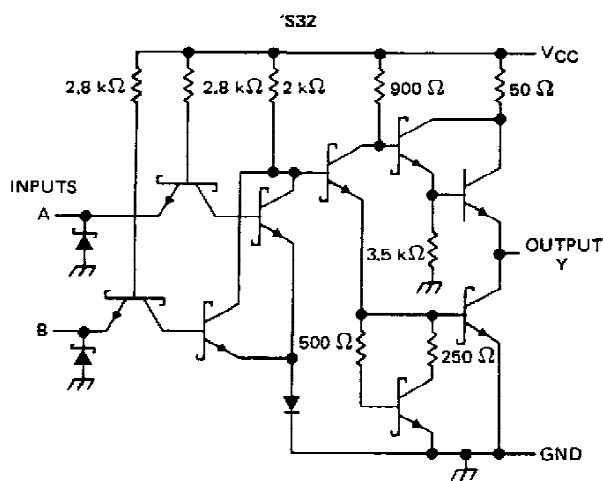 'S32
VCC
2.8 kΩ
2.8 kΩ
2 kΩ
900 Ω
50 Ω
INPUTS
A
3.5 kΩ
OUTPUT
Y
B
500 Ω
250 Ω
GND